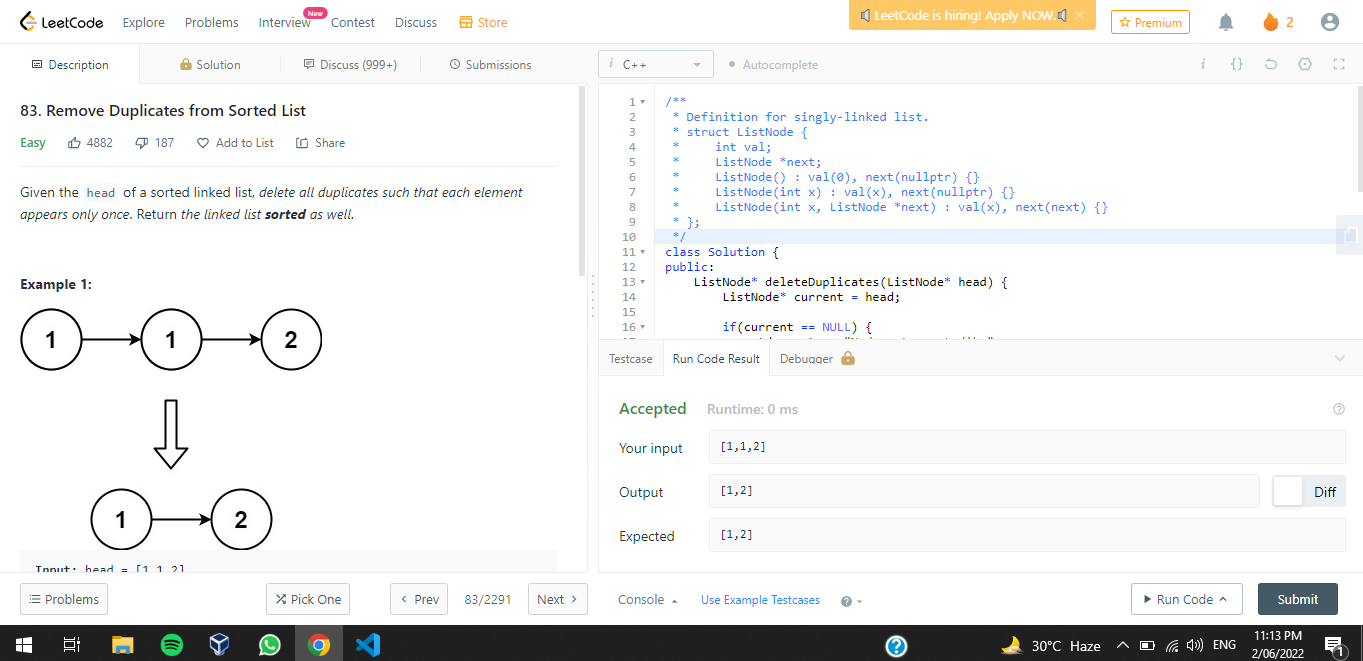 LeetCode Explore Problems Interview New Contest Discuss Store LeetCode is hiring! Apply NOW. × Premium 2
Description Solution Discuss (999+) Submissions
83. Remove Duplicates from Sorted List
Easy 4882 187 Add to List Share
Given the head of a sorted linked list, delete all duplicates such that each element
appears only once. Return the linked list sorted as well.
Example 1:
1 1 2
1 2
Input: head = [1,1,2]
Problems Pick One < Prev 83/2291 Next >
i C++ Autocomplete i {}
1 /**
2 * Definition for singly-linked list.
3 * struct ListNode {
4 *     int val;
5 *     ListNode *next;
6 *     ListNode() : val(0), next(nullptr) {}
7 *     ListNode(int x) : val(x), next(nullptr) {}
8 *     ListNode(int x, ListNode *next) : val(x), next(next) {}
9 * };
10 */
11 class Solution {
12 public:
13     ListNode* deleteDuplicates(ListNode* head) {
14         ListNode* current = head;
15
16         if(current == NULL) {
Testcase Run Code Result Debugger
Accepted Runtime: 0 ms ?
Your input [1,1,2]
Output [1,2] Diff
Expected [1,2]
Console Use Example Testcases ? Run Code Submit
? 30°C Haze ENG 11:13 PM
2/06/2022 1